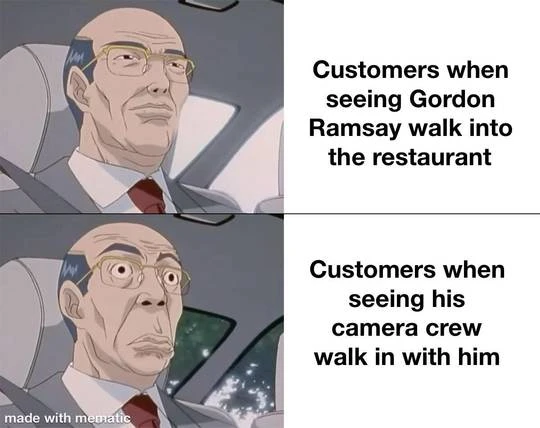 Customers when
seeing Gordon
Ramsay walk into
the restaurant
Customers when
seeing his
camera crew
walk in with him
made with mematic